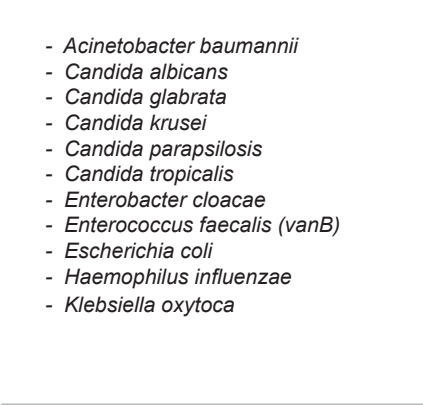 - Acinetobacter baumannii
- Candida albicans
- Candida glabrata
- Candida krusei
- Candida parapsilosis
- Candida tropicalis
- Enterobacter cloacae
- Enterococcus faecalis (vanB)
- Escherichia coli
- Haemophilus influenzae
- Klebsiella oxytoca